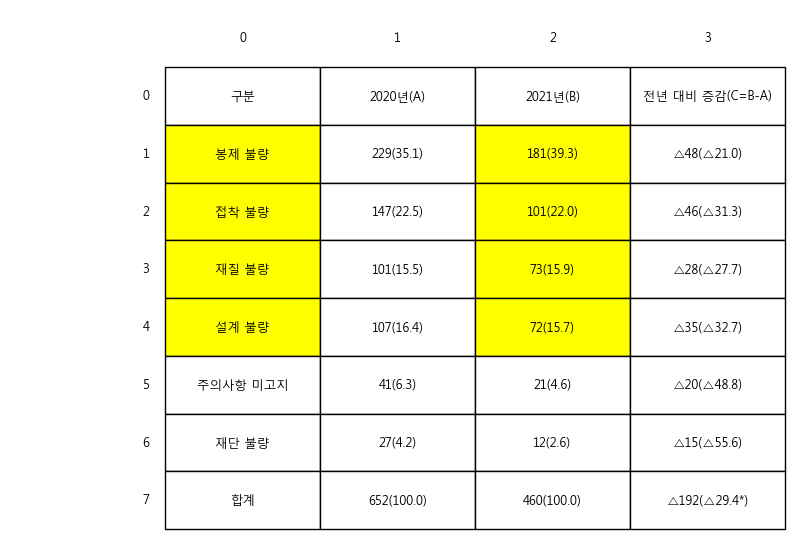 0 1 2 3
0 구분 2020년(A) 2021년(B) 전년 대비 증감(C=B-A)
1 봉제 불량 229(35.1) 181(39.3) △48(△21.0)
2 접착 불량 147(22.5) 101(22.0) △46(△31.3)
3 재질 불량 101(15.5) 73(15.9) △28(△27.7)
4 설계 불량 107(16.4) 72(15.7) △35(△32.7)
5 주의사항 미고지 41(6.3) 21(4.6) △20(△48.8)
6 재단 불량 27(4.2) 12(2.6) △15(△55.6)
7 합계 652(100.0) 460(100.0) △192(△29.4*)